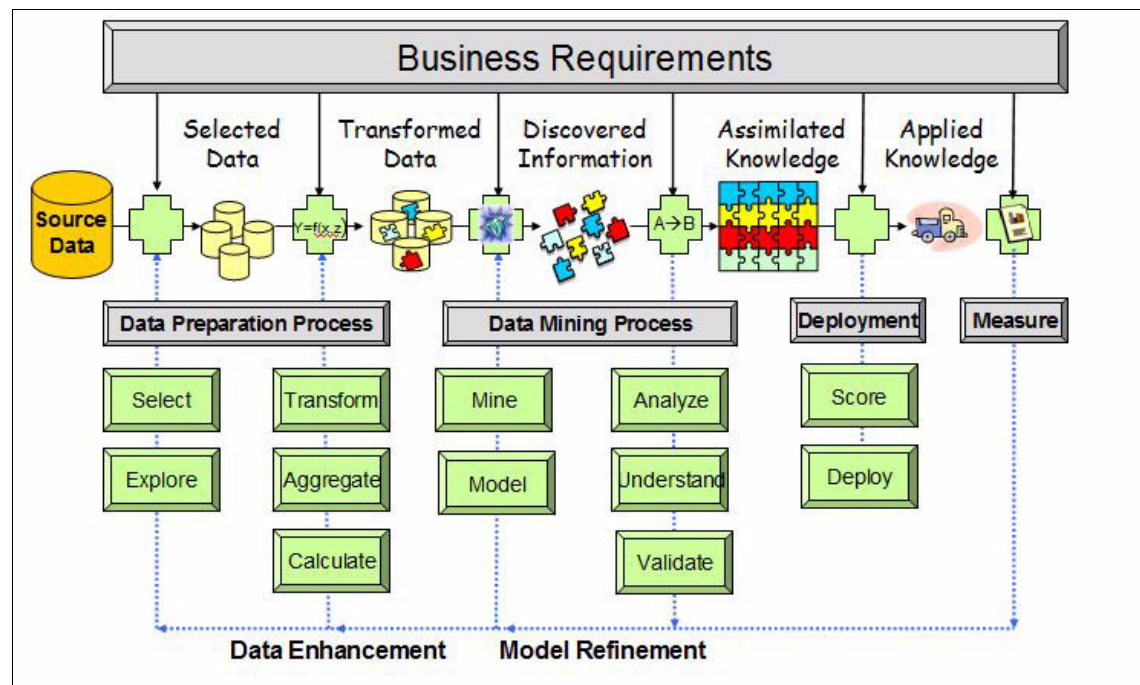 Business Requirements
Selected
Data
Transformed
Data
Discovered
Information
Assimilated
Knowledge
Applied
Knowledge
Source
Data
Y=f(x,z)
A→B
Data Preparation Process
Data Mining Process
Deployment
Measure
Select
Transform
Mine
Analyze
Score
Explore
Aggregate
Model
Understand
Deploy
Calculate
Validate
Data Enhancement
Model Refinement